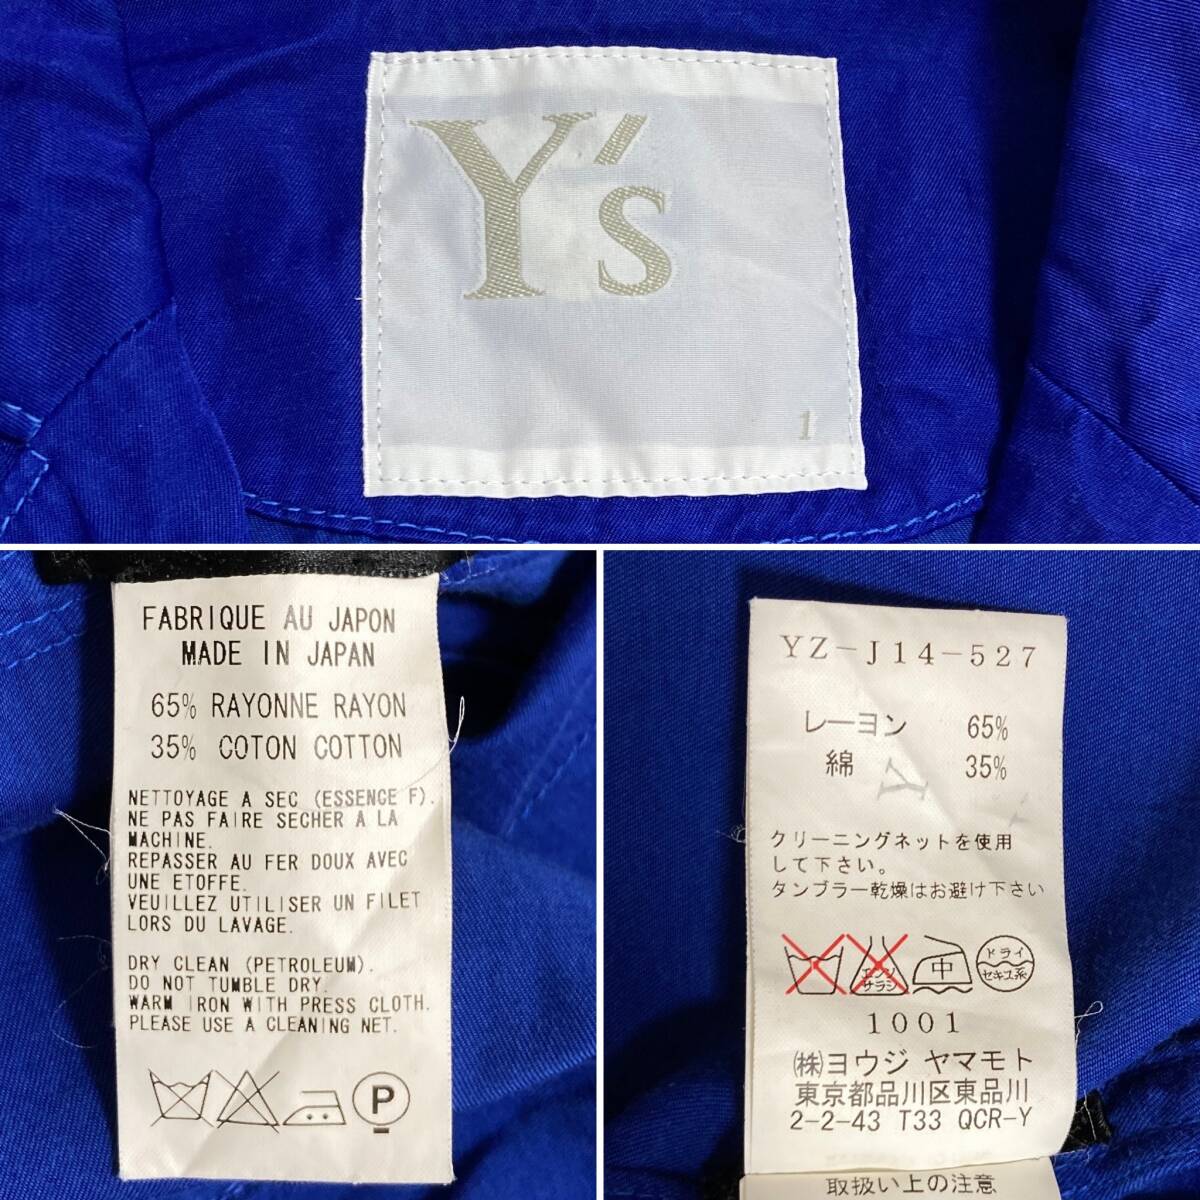 Y's
1
FABRIQUE AU JAPON
MADE IN JAPAN
65% RAYONNE RAYON
35% COTON COTTON
NETTOYAGE A SEC (ESSENCE F).
NE PAS FAIRE SECHER A LA
MACHINE.
REPASSER AU FER DOUX AVEC
UNE ETOFFE.
VEUILLEZ UTILISER UN FILET
LORS DU LAVAGE.
DRY CLEAN (PETROLEUM).
DO NOT TUMBLE DRY.
WARM IRON WITH PRESS CLOTH.
PLEASE USE A CLEANING NET.
P
YZ-J14-527
レーヨン 65%
綿 35%
Y
クリーニングネットを使用
して下さい。
タンブラー乾燥はお避け下さい
エンソ
サラシ
中
ドライ
セキユ系
1001
㈱ヨウジ ヤマモト
東京都品川区東品川
2-2-43 T33 QCR-Y
取扱い上の注意